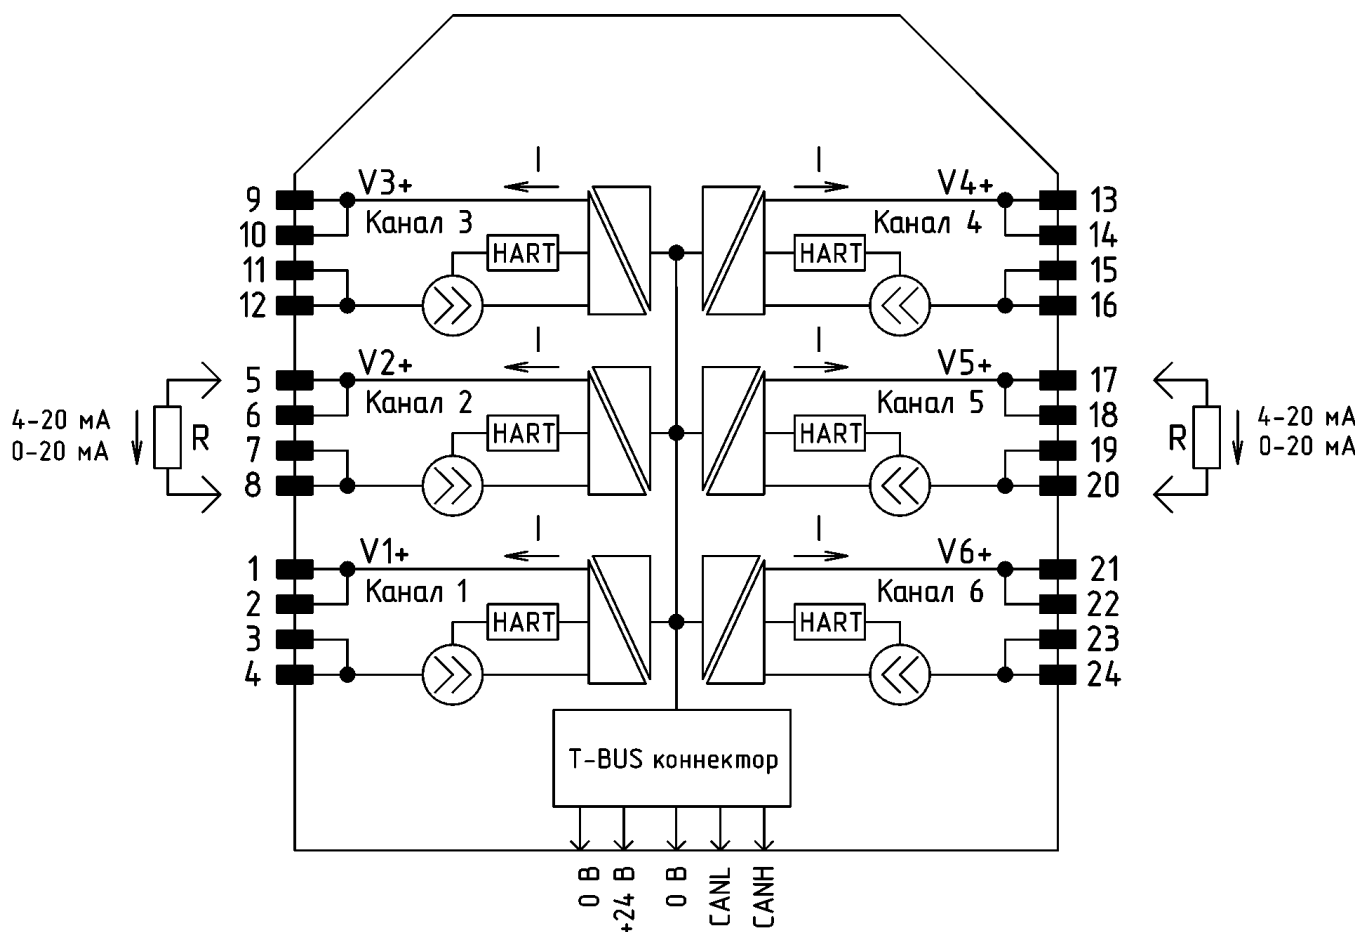 I I
9 V3+ V4+ 13
10 Канал 3 Канал 4 14
11 HART HART 15
12 16
I I
5 V2+ V5+ 17
6 Канал 2 Канал 5 18
4-20 мА 4-20 мА
R R
0-20 мА 0-20 мА
7 HART HART 19
8 20
I I
1 V1+ V6+ 21
2 Канал 1 Канал 6 22
3 HART HART 23
4 24
T-BUS коннектор
0 В
+24 В
0 В
CANL
CANH